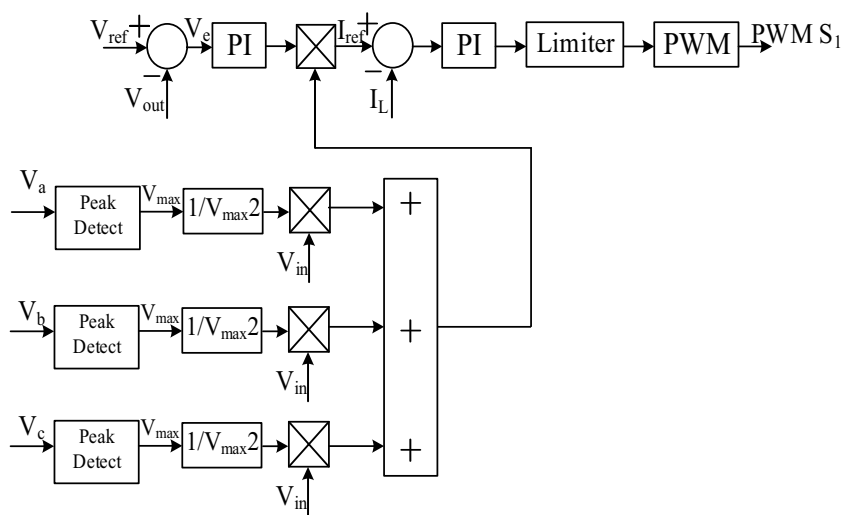 V_ref + V_e PI I_ref + PI Limiter PWM PWM S_1
− −
V_out I_L
V_a Peak Detect V_max 1/V_max2 +
V_in
V_b Peak Detect V_max 1/V_max2 +
V_in
V_c Peak Detect V_max 1/V_max2 +
V_in